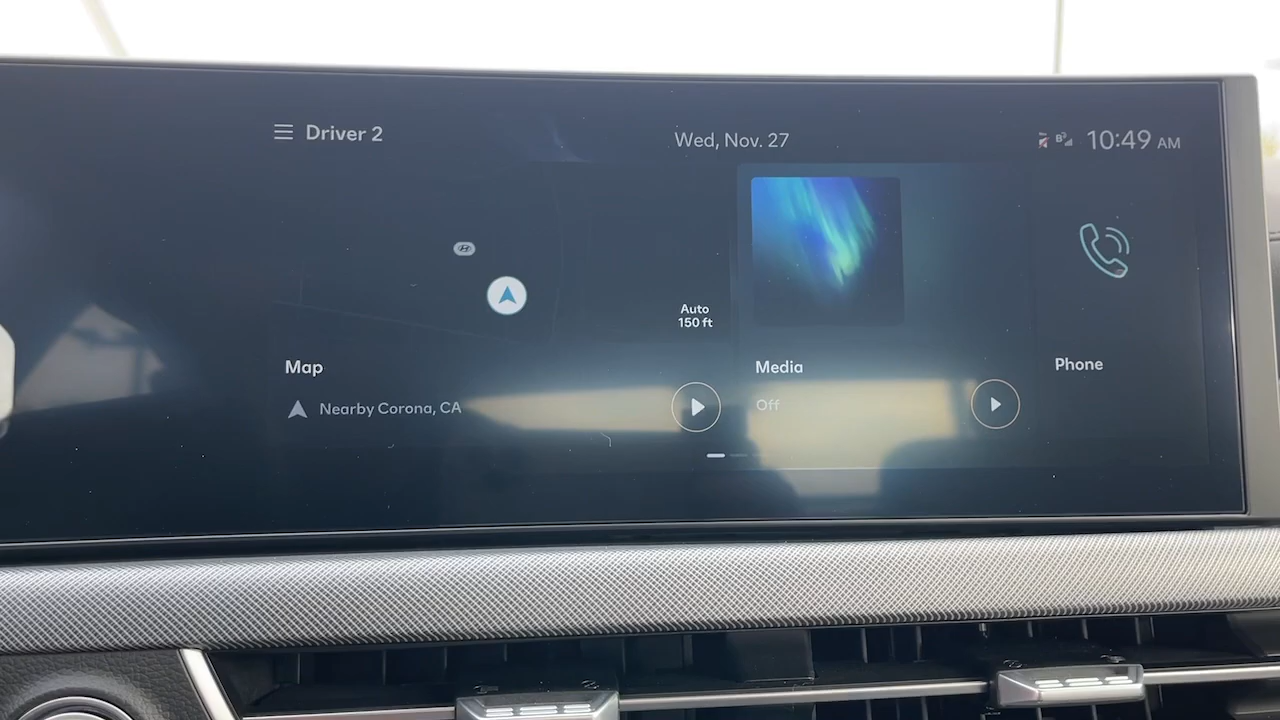 Driver 2
Wed, Nov. 27
10:49 AM
Auto
150 ft
Map
Nearby Corona, CA
Media
Off
Phone